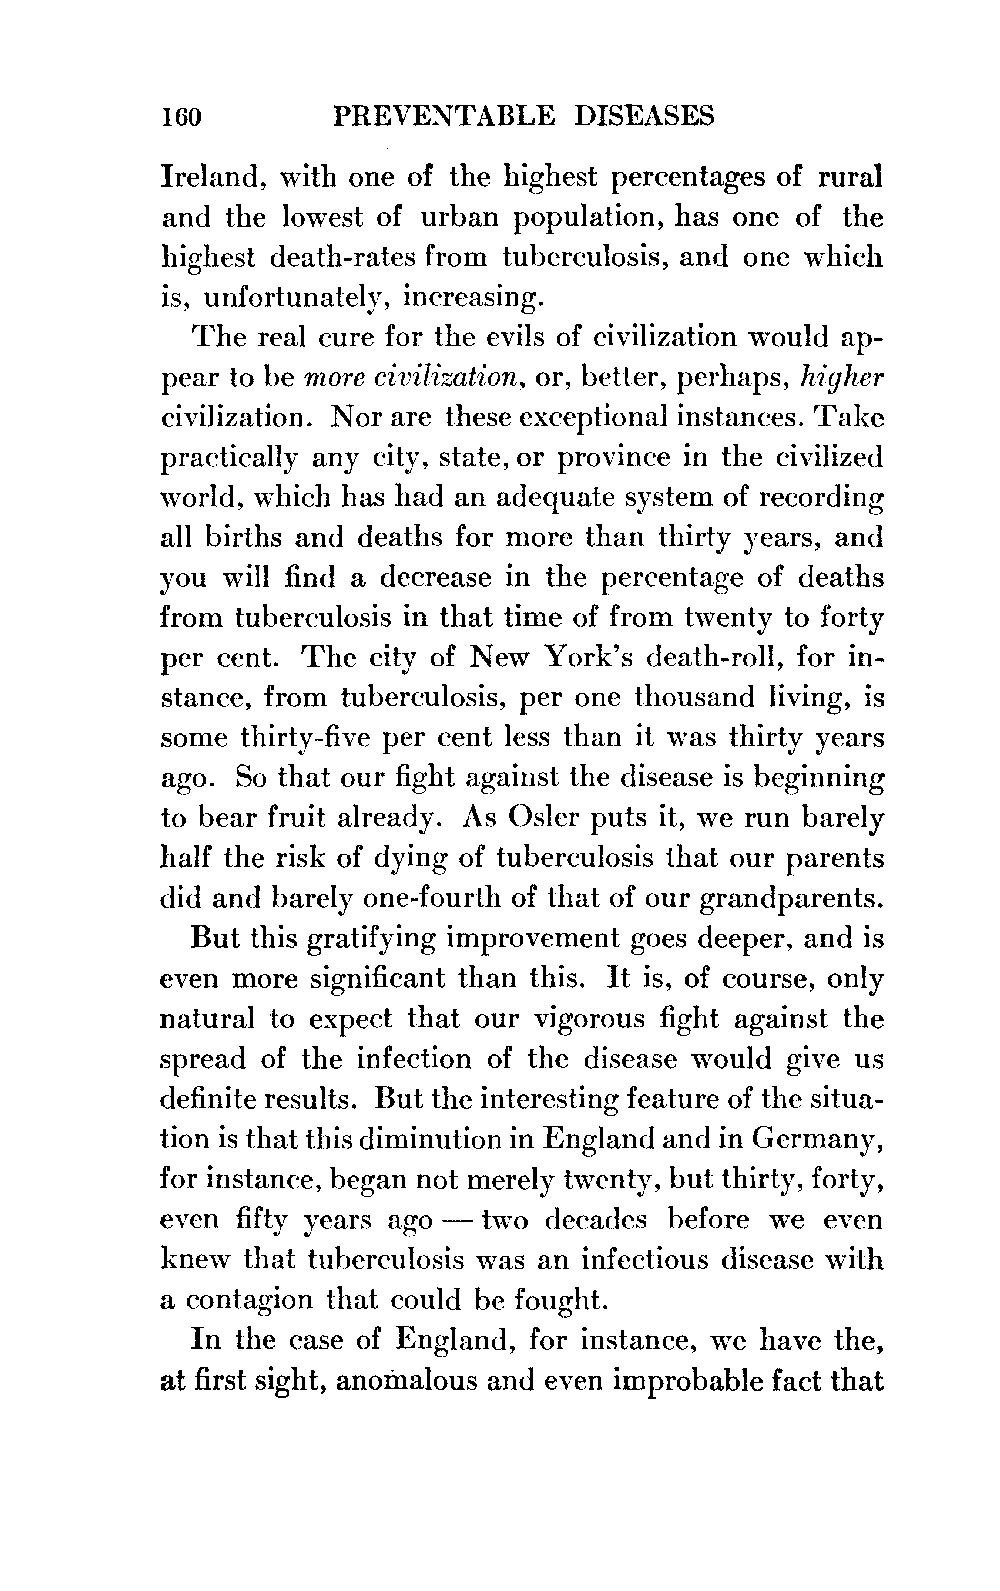 160 PREVENTABLE DISEASES
Ireland, with one of the highest percentages of rural
and the lowest of urban population, has one of the
highest death-rates from tuberculosis, and one which
is, unfortunately, increasing.
The real cure for the evils of civilization would ap-
pear to be more civilization, or, better, perhaps, higher
civilization. Nor are these exceptional instances. Take
practically any city, state, or province in the civilized
world, which has had an adequate system of recording
all births and deaths for more than thirty years, and
you will find a decrease in the percentage of deaths
from tuberculosis in that time of from twenty to forty
per cent. The city of New York's death-roll, for in-
stance, from tuberculosis, per one thousand living, is
some thirty-five per cent less than it was thirty years
ago. So that our fight against the disease is beginning
to bear fruit already. As Osler puts it, we run barely
half the risk of dying of tuberculosis that our parents
did and barely one-fourth of that of our grandparents.
But this gratifying improvement goes deeper, and is
even more significant than this. It is, of course, only
natural to expect that our vigorous fight against the
spread of the infection of the disease would give us
definite results. But the interesting feature of the situa-
tion is that this diminution in England and in Germany,
for instance, began not merely twenty, but thirty, forty,
even fifty years ago — two decades before we even
knew that tuberculosis was an infectious disease with
a contagion that could be fought.
In the case of England, for instance, we have the,
at first sight, anomalous and even improbable fact that